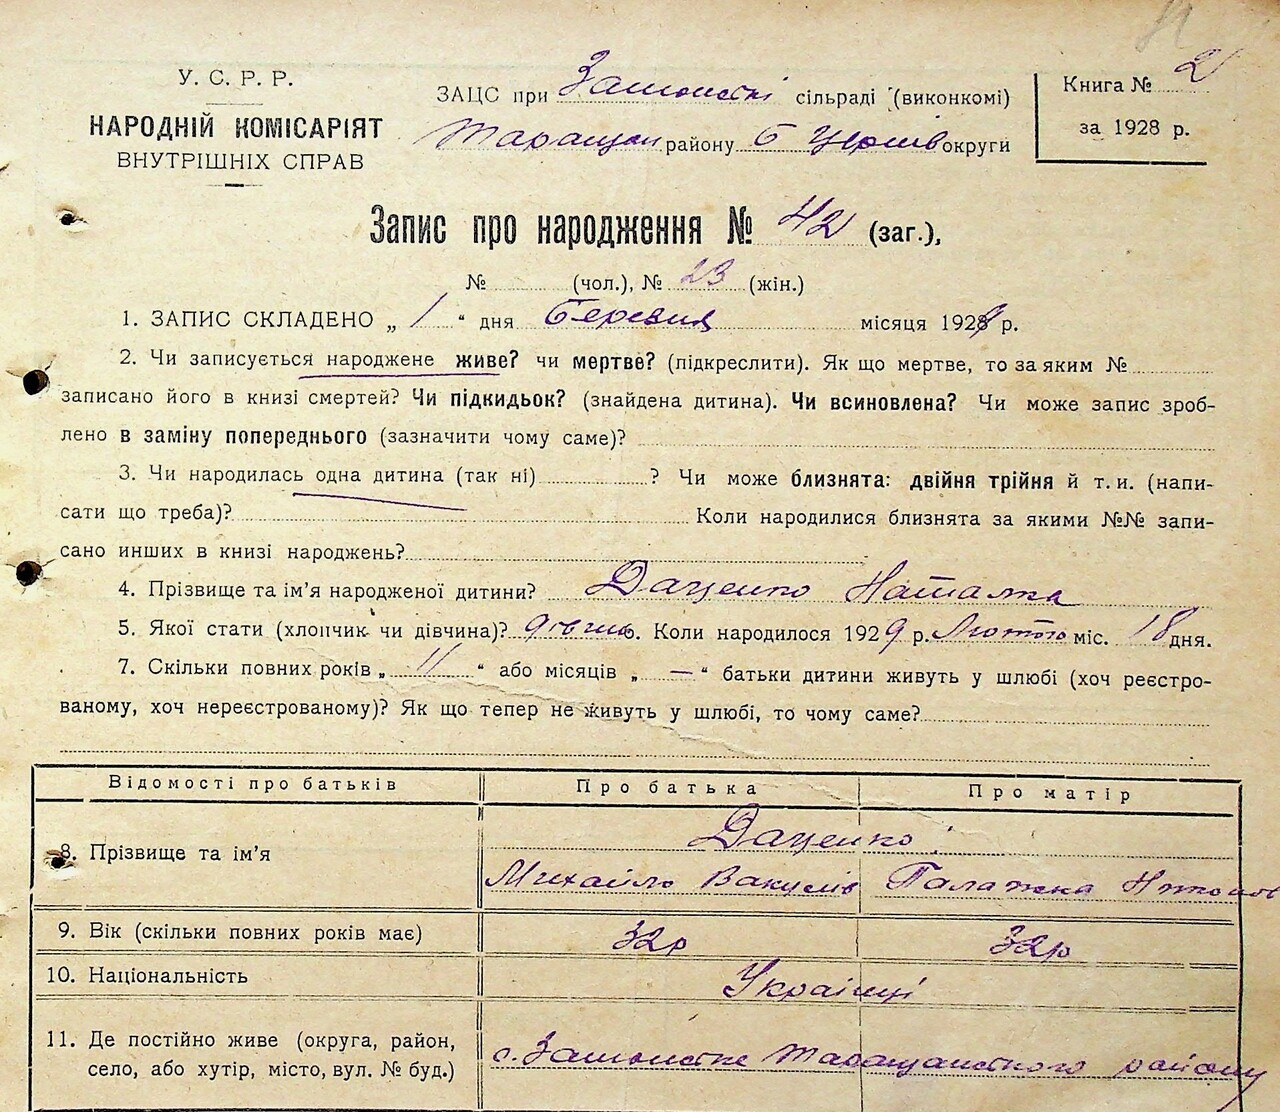 У. С. Р. Р.
НАРОДНІЙ КОМІСАРІЯТ
ВНУТРІШНІХ СПРАВ
ЗАЦС при сільраді (виконкомі)
Таращан району Б Церків округи
Книга № 2
за 1928 р.
Запис про народження № 42 (заг.),
№ (чол.), № 23 (жін.)
1. ЗАПИС СКЛАДЕНО „ 1 “ дня Березня місяця 1929 р.
2. Чи записується народжене живе? чи мертве? (підкреслити). Як що мертве, то за яким №
записано його в книзі смертей? Чи підкидьок? (знайдена дитина). Чи всиновлена? Чи може запис зроб-
лено в заміну попереднього (зазначити чому саме)?
3. Чи народилась одна дитина (так ні) ? Чи може близнята: двійня трійня й т. и. (напи-
сати що треба)? Коли народилися близнята за якими №№ запи-
сано инших в книзі народжень?
4. Прізвище та ім’я народженої дитини? Даценко Наталка
5. Якої стати (хлопчик чи дівчина)? дівчин. Коли народилося 1929 р. Лютого міс. 18 дня.
7. Скільки повних років „ 11 “ або місяців „ — “ батьки дитини живуть у шлюбі (хоч реєстро-
ваному, хоч нереєстрованому)? Як що тепер не живуть у шлюбі, то чому саме?
Відомості про батьків Про батька Про матір
Даценко
8. Прізвище та ім’я
Михайло Вакулів Галажка
9. Вік (скільки повних років має) 32р 32р
10. Національність Українці
11. Де постійно живе (округа, район,
село, або хутір, місто, вул. № буд.)
с. Таращанського району